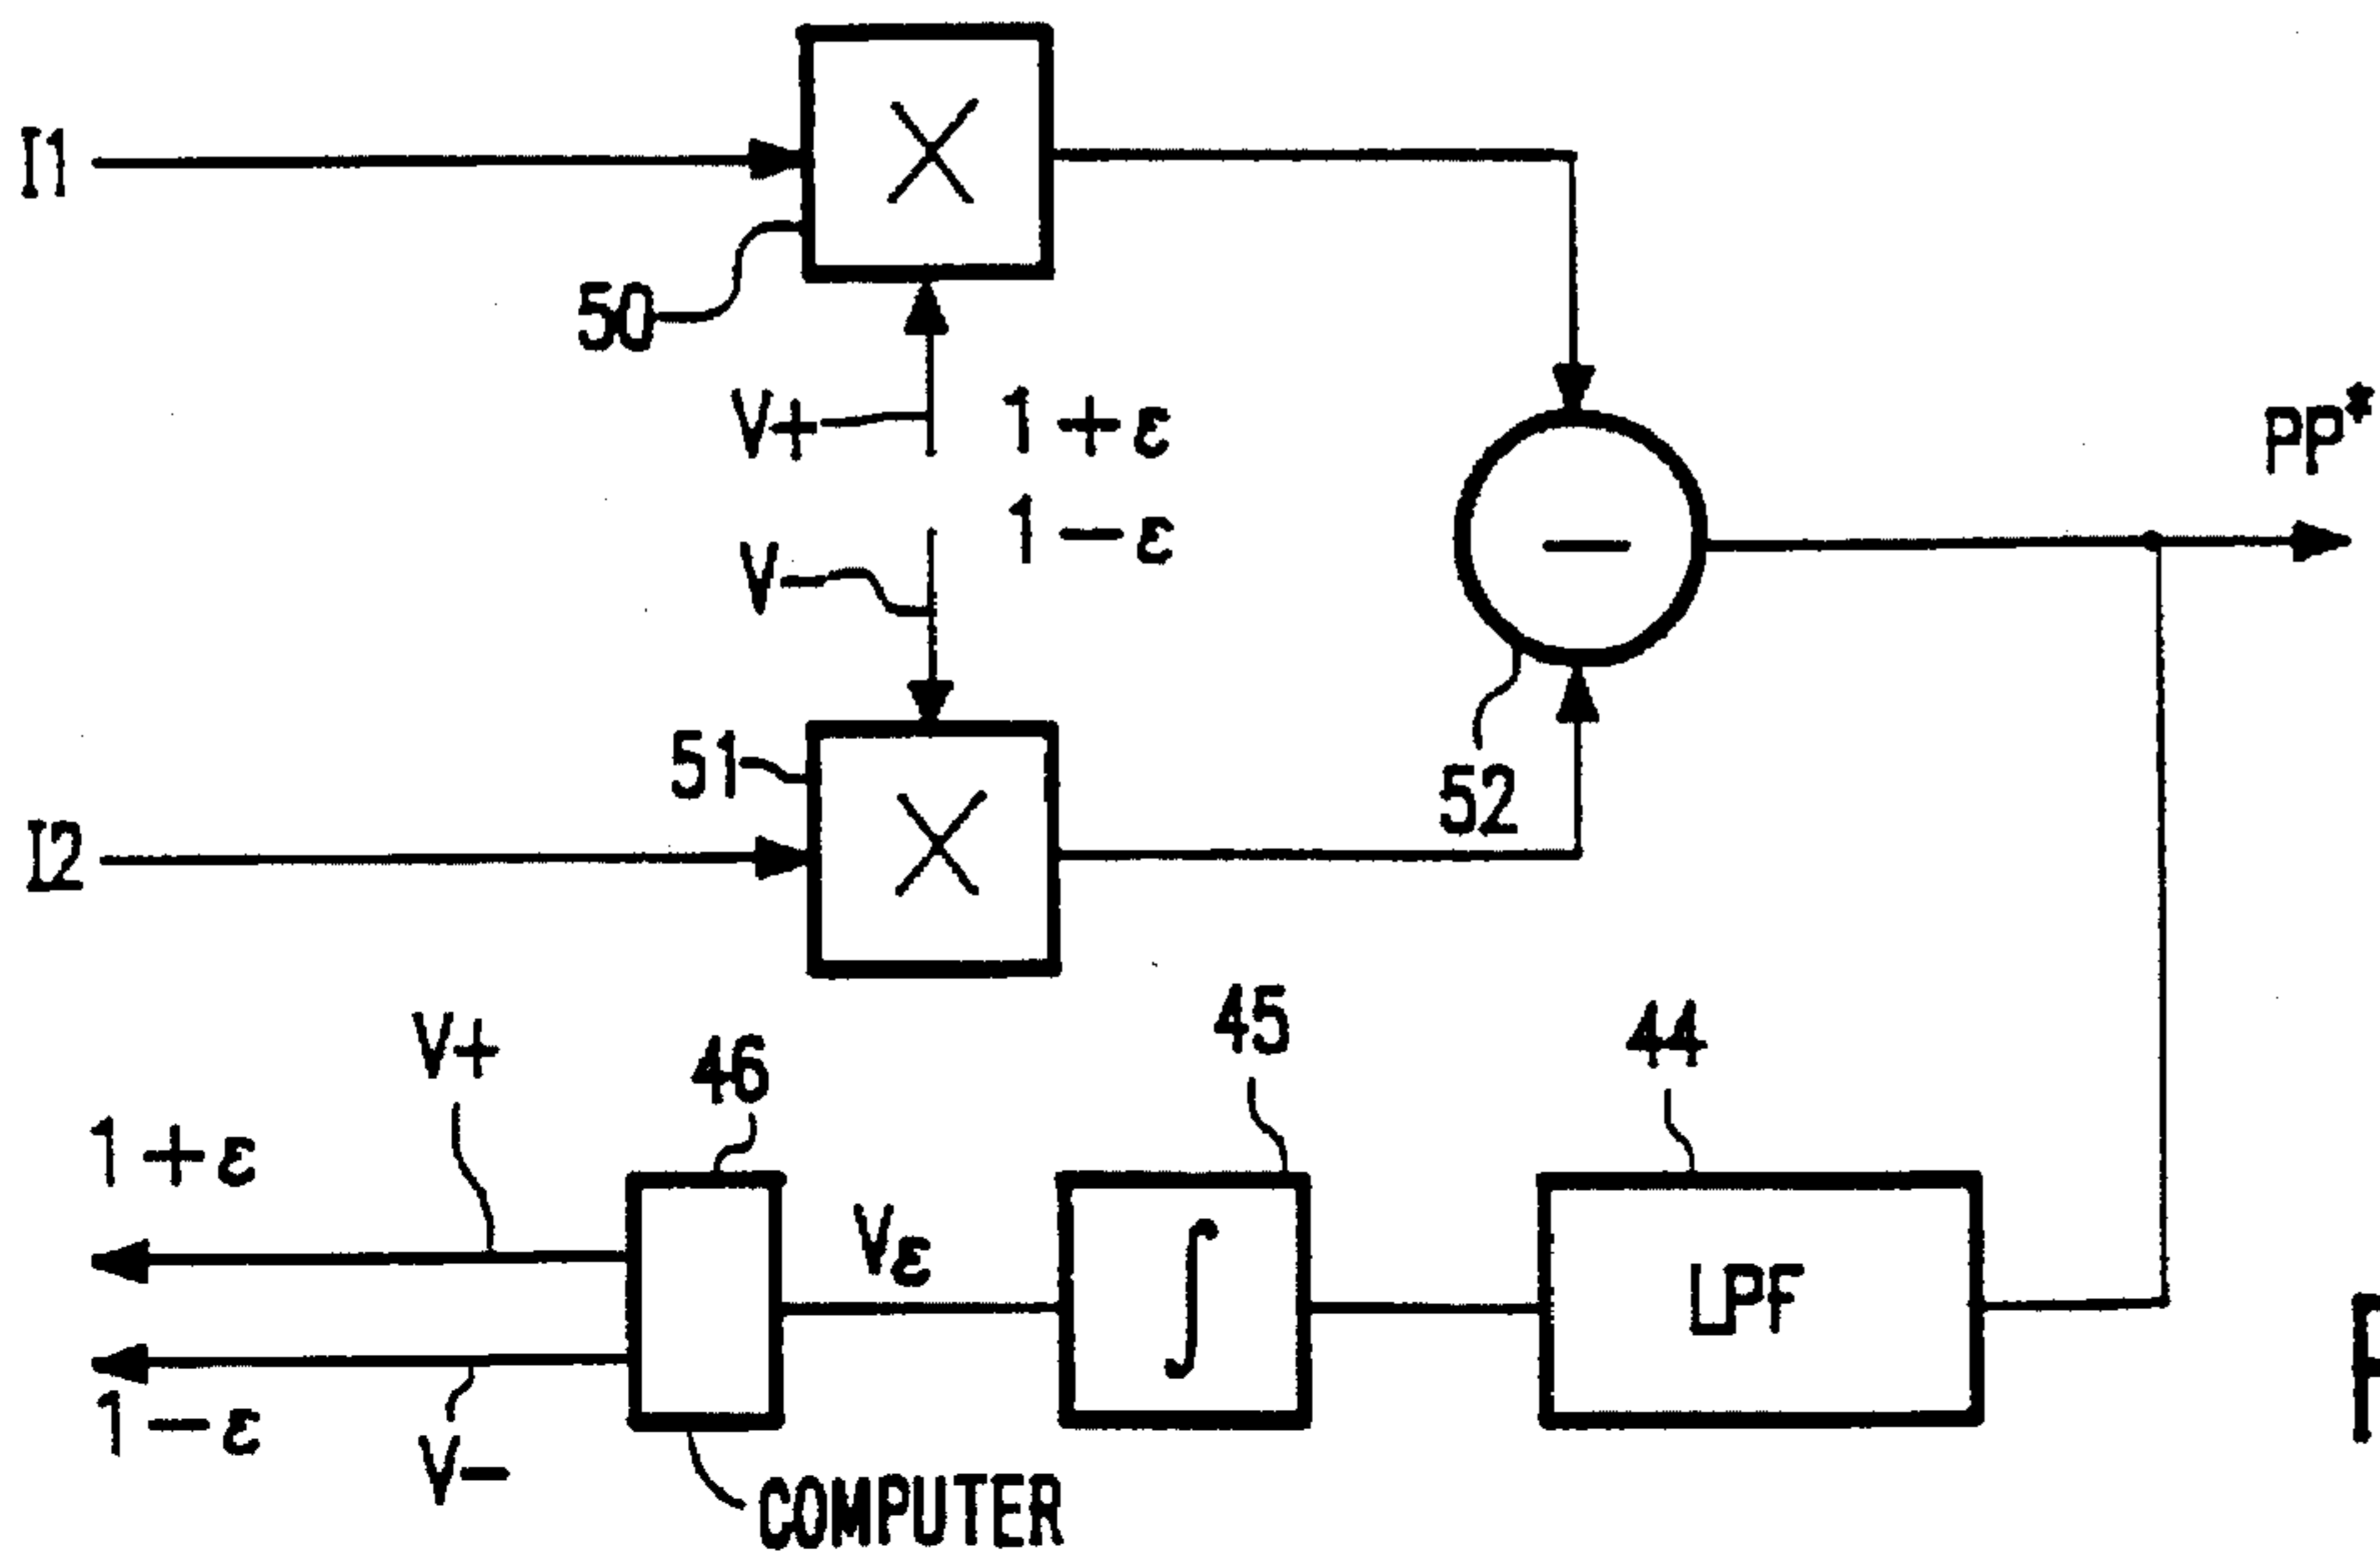 I1
X
50
V+
1+ε
1-ε
V-
PP*
-
52
51
I2
X
V+
46
45
44
1+ε
Vε
∫
LPF
1-ε
V-
COMPUTER